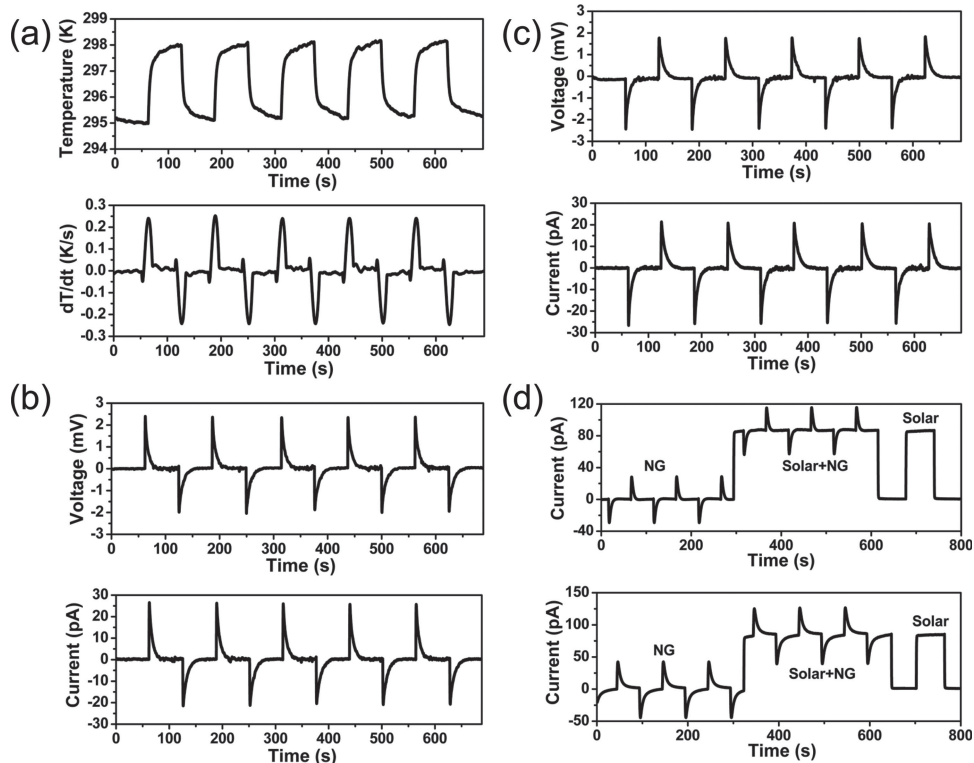 (a)
299
298
297
296
295
294
Temperature (K)
0 100 200 300 400 500 600
Time (s)
0.3
0.2
0.1
0.0
-0.1
-0.2
-0.3
dT/dt (K/s)
0 100 200 300 400 500 600
Time (s)
(b)
3
2
1
0
-1
-2
-3
Voltage (mV)
0 100 200 300 400 500 600
Time (s)
30
20
10
0
-10
-20
-30
Current (pA)
0 100 200 300 400 500 600
Time (s)
(c)
3
2
1
0
-1
-2
-3
Voltage (mV)
0 100 200 300 400 500 600
Time (s)
30
20
10
0
-10
-20
-30
Current (pA)
0 100 200 300 400 500 600
Time (s)
(d)
120
80
40
0
-40
Current (pA)
NG
Solar+NG
Solar
0 200 400 600 800
Time (s)
150
100
50
0
-50
Current (pA)
NG
Solar+NG
Solar
0 200 400 600 800
Time (s)